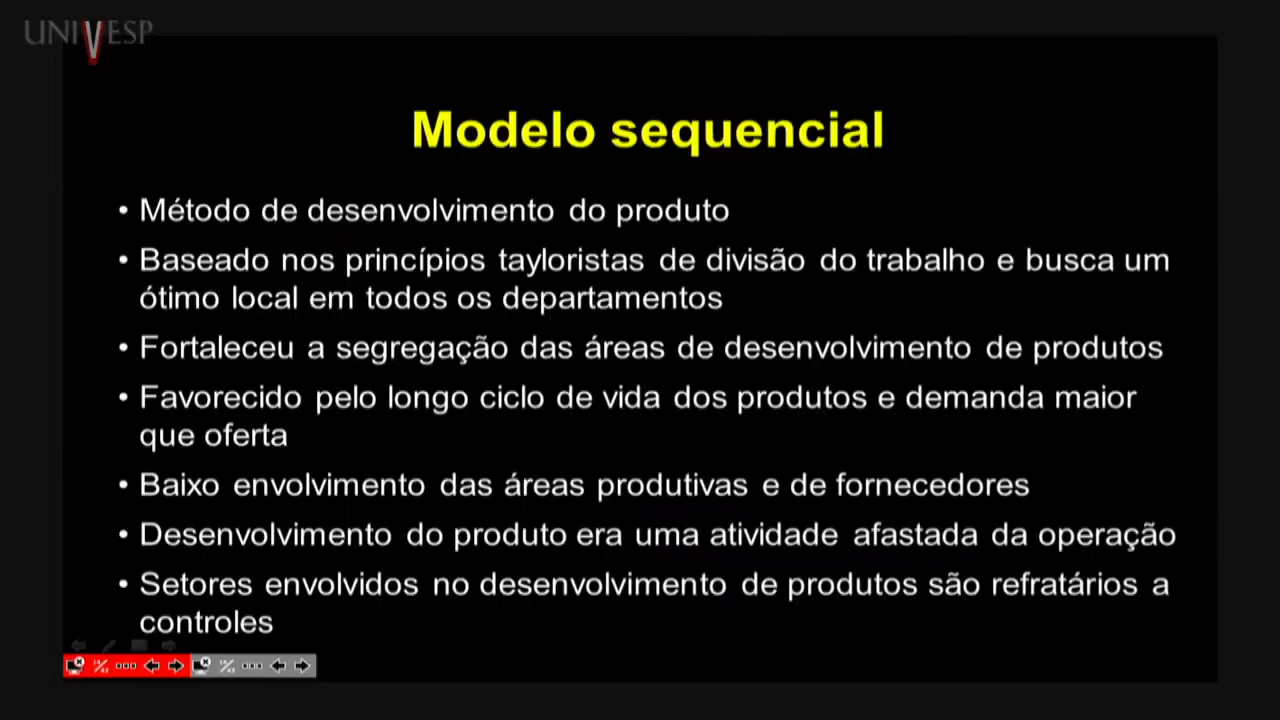 UNIVESP
Modelo sequencial
• Método de desenvolvimento do produto
• Baseado nos princípios tayloristas de divisão do trabalho e busca um
ótimo local em todos os departamentos
• Fortaleceu a segregação das áreas de desenvolvimento de produtos
• Favorecido pelo longo ciclo de vida dos produtos e demanda maior
que oferta
• Baixo envolvimento das áreas produtivas e de fornecedores
• Desenvolvimento do produto era uma atividade afastada da operação
• Setores envolvidos no desenvolvimento de produtos são refratários a
controles